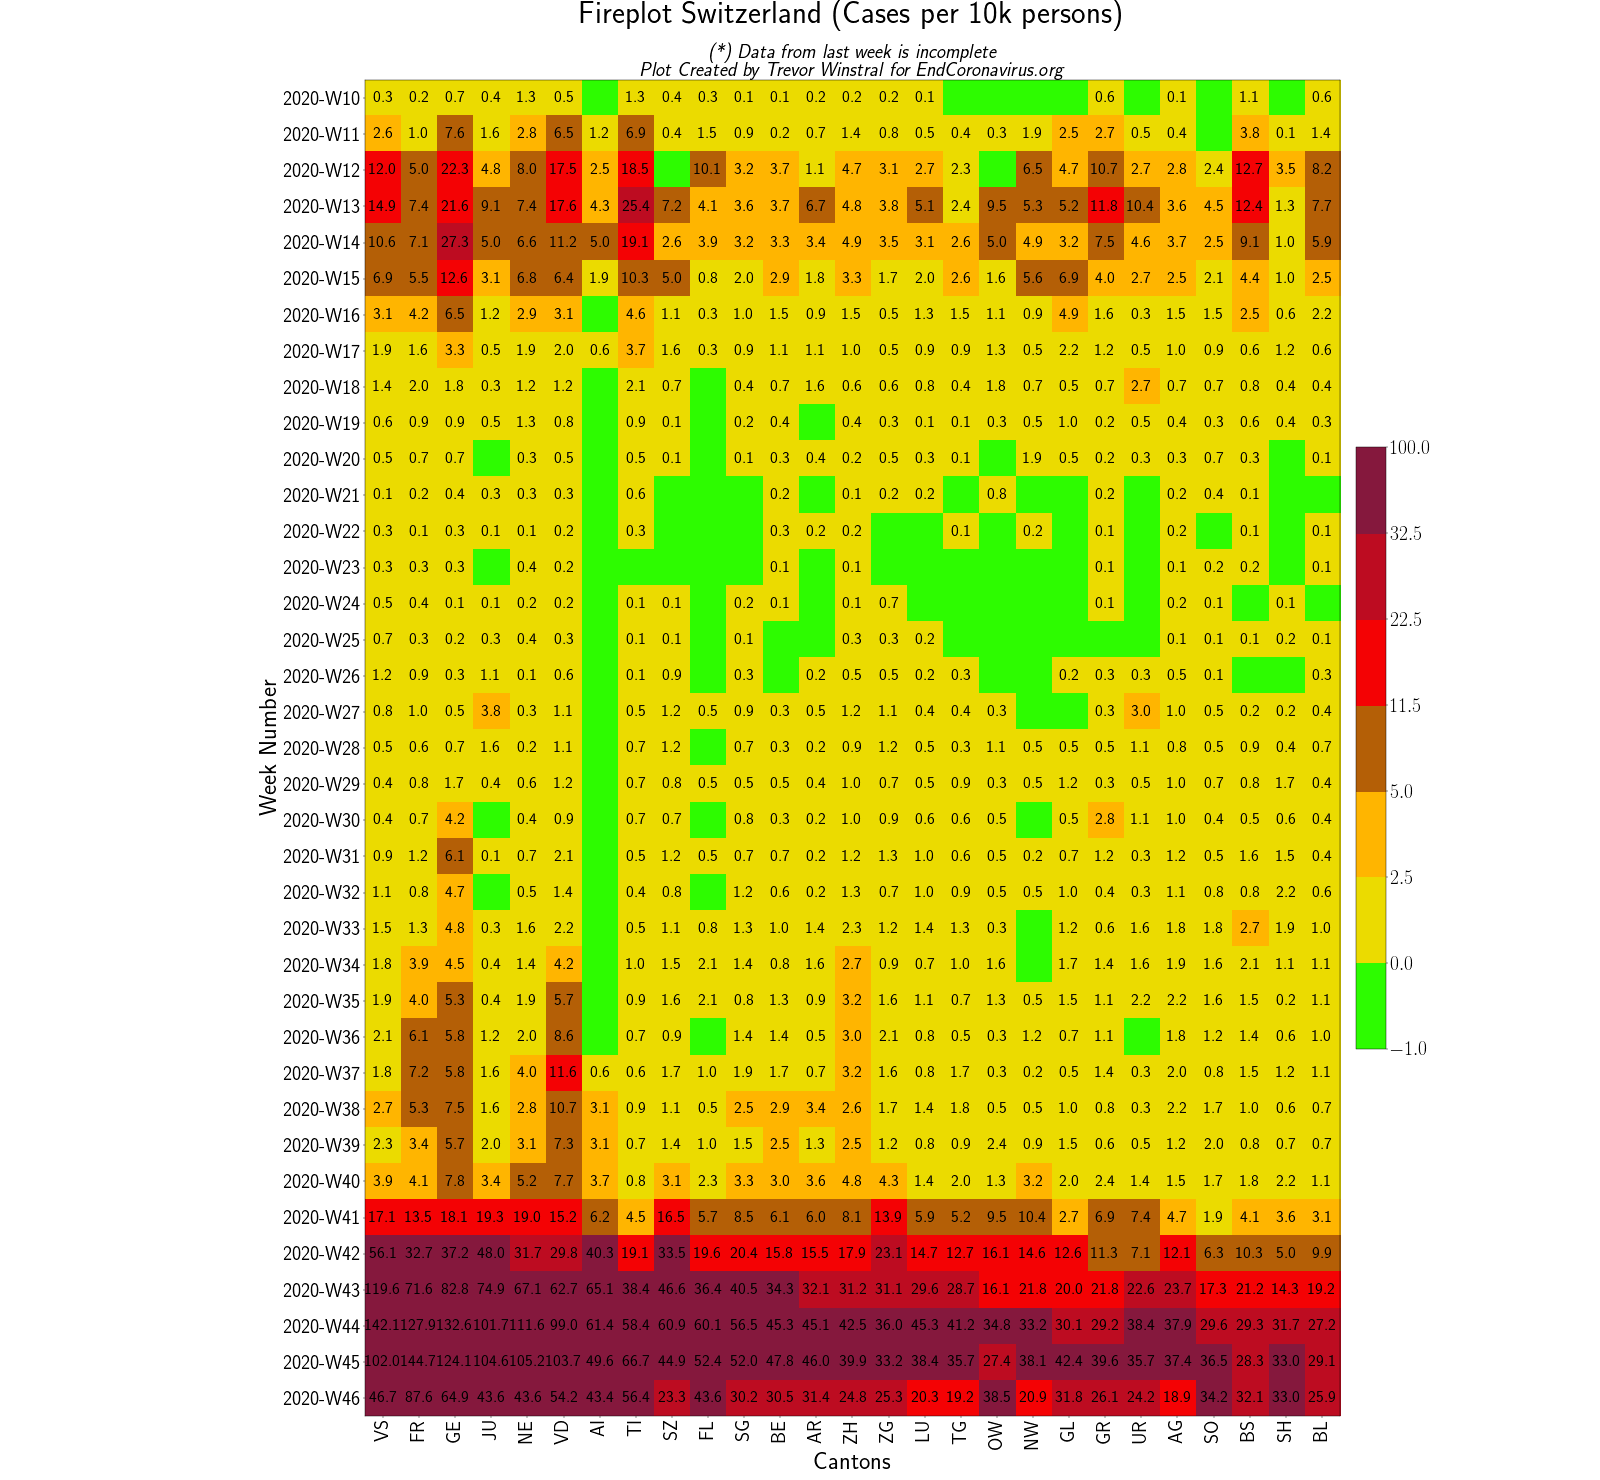 Fireplot Switzerland (Cases per 10k persons)
(*) Data from last week is incomplete
Plot Created by Trevor Winstral for EndCoronavirus.org
2020-W10 0.3 0.2 0.7 0.4 1.3 0.5 1.3 0.4 0.3 0.1 0.1 0.2 0.2 0.2 0.1 0.6 0.1 1.1 0.6
2020-W11 2.6 1.0 7.6 1.6 2.8 6.5 1.2 6.9 0.4 1.5 0.9 0.2 0.7 1.4 0.8 0.5 0.4 0.3 1.9 2.5 2.7 0.5 0.4 3.8 0.1 1.4
2020-W12 12.0 5.0 22.3 4.8 8.0 17.5 2.5 18.5 10.1 3.2 3.7 1.1 4.7 3.1 2.7 2.3 6.5 4.7 10.7 2.7 2.8 2.4 12.7 3.5 8.2
2020-W13 14.9 7.4 21.6 9.1 7.4 17.6 4.3 25.4 7.2 4.1 3.6 3.7 6.7 4.8 3.8 5.1 2.4 9.5 5.3 5.2 11.8 10.4 3.6 4.5 12.4 1.3 7.7
2020-W14 10.6 7.1 27.3 5.0 6.6 11.2 5.0 19.1 2.6 3.9 3.2 3.3 3.4 4.9 3.5 3.1 2.6 5.0 4.9 3.2 7.5 4.6 3.7 2.5 9.1 1.0 5.9
2020-W15 6.9 5.5 12.6 3.1 6.8 6.4 1.9 10.3 5.0 0.8 2.0 2.9 1.8 3.3 1.7 2.0 2.6 1.6 5.6 6.9 4.0 2.7 2.5 2.1 4.4 1.0 2.5
2020-W16 3.1 4.2 6.5 1.2 2.9 3.1 4.6 1.1 0.3 1.0 1.5 0.9 1.5 0.5 1.3 1.5 1.1 0.9 4.9 1.6 0.3 1.5 1.5 2.5 0.6 2.2
2020-W17 1.9 1.6 3.3 0.5 1.9 2.0 0.6 3.7 1.6 0.3 0.9 1.1 1.1 1.0 0.5 0.9 0.9 1.3 0.5 2.2 1.2 0.5 1.0 0.9 0.6 1.2 0.6
2020-W18 1.4 2.0 1.8 0.3 1.2 1.2 2.1 0.7 0.4 0.7 1.6 0.6 0.6 0.8 0.4 1.8 0.7 0.5 0.7 2.7 0.7 0.7 0.8 0.4 0.4
2020-W19 0.6 0.9 0.9 0.5 1.3 0.8 0.9 0.1 0.2 0.4 0.4 0.3 0.1 0.1 0.3 0.5 1.0 0.2 0.5 0.4 0.3 0.6 0.4 0.3
2020-W20 0.5 0.7 0.7 0.3 0.5 0.5 0.1 0.1 0.3 0.4 0.2 0.5 0.3 0.1 1.9 0.5 0.2 0.3 0.3 0.7 0.3 0.1
2020-W21 0.1 0.2 0.4 0.3 0.3 0.3 0.6 0.2 0.1 0.2 0.2 0.8 0.2 0.2 0.4 0.1
2020-W22 0.3 0.1 0.3 0.1 0.1 0.2 0.3 0.3 0.2 0.2 0.1 0.2 0.1 0.2 0.1 0.1
2020-W23 0.3 0.3 0.3 0.4 0.2 0.1 0.1 0.1 0.1 0.2 0.2 0.1
2020-W24 0.5 0.4 0.1 0.1 0.2 0.2 0.1 0.1 0.2 0.1 0.1 0.7 0.1 0.2 0.1 0.1
2020-W25 0.7 0.3 0.2 0.3 0.4 0.3 0.1 0.1 0.1 0.3 0.3 0.2 0.1 0.1 0.1 0.2 0.1
2020-W26 1.2 0.9 0.3 1.1 0.1 0.6 0.1 0.9 0.3 0.2 0.5 0.5 0.2 0.3 0.2 0.3 0.3 0.5 0.1 0.3
2020-W27 0.8 1.0 0.5 3.8 0.3 1.1 0.5 1.2 0.5 0.9 0.3 0.5 1.2 1.1 0.4 0.4 0.3 0.3 3.0 1.0 0.5 0.2 0.2 0.4
2020-W28 0.5 0.6 0.7 1.6 0.2 1.1 0.7 1.2 0.7 0.3 0.2 0.9 1.2 0.5 0.3 1.1 0.5 0.5 0.5 1.1 0.8 0.5 0.9 0.4 0.7
2020-W29 0.4 0.8 1.7 0.4 0.6 1.2 0.7 0.8 0.5 0.5 0.5 0.4 1.0 0.7 0.5 0.9 0.3 0.5 1.2 0.3 0.5 1.0 0.7 0.8 1.7 0.4
2020-W30 0.4 0.7 4.2 0.4 0.9 0.7 0.7 0.8 0.3 0.2 1.0 0.9 0.6 0.6 0.5 0.5 2.8 1.1 1.0 0.4 0.5 0.6 0.4
2020-W31 0.9 1.2 6.1 0.1 0.7 2.1 0.5 1.2 0.5 0.7 0.7 0.2 1.2 1.3 1.0 0.6 0.5 0.2 0.7 1.2 0.3 1.2 0.5 1.6 1.5 0.4
2020-W32 1.1 0.8 4.7 0.5 1.4 0.4 0.8 1.2 0.6 0.2 1.3 0.7 1.0 0.9 0.5 0.5 1.0 0.4 0.3 1.1 0.8 0.8 2.2 0.6
2020-W33 1.5 1.3 4.8 0.3 1.6 2.2 0.5 1.1 0.8 1.3 1.0 1.4 2.3 1.2 1.4 1.3 0.3 1.2 0.6 1.6 1.8 1.8 2.7 1.9 1.0
2020-W34 1.8 3.9 4.5 0.4 1.4 4.2 1.0 1.5 2.1 1.4 0.8 1.6 2.7 0.9 0.7 1.0 1.6 1.7 1.4 1.6 1.9 1.6 2.1 1.1 1.1
2020-W35 1.9 4.0 5.3 0.4 1.9 5.7 0.9 1.6 2.1 0.8 1.3 0.9 3.2 1.6 1.1 0.7 1.3 0.5 1.5 1.1 2.2 2.2 1.6 1.5 0.2 1.1
2020-W36 2.1 6.1 5.8 1.2 2.0 8.6 0.7 0.9 1.4 1.4 0.5 3.0 2.1 0.8 0.5 0.3 1.2 0.7 1.1 1.8 1.2 1.4 0.6 1.0
2020-W37 1.8 7.2 5.8 1.6 4.0 11.6 0.6 0.6 1.7 1.0 1.9 1.7 0.7 3.2 1.6 0.8 1.7 0.3 0.2 0.5 1.4 0.3 2.0 0.8 1.5 1.2 1.1
2020-W38 2.7 5.3 7.5 1.6 2.8 10.7 3.1 0.9 1.1 0.5 2.5 2.9 3.4 2.6 1.7 1.4 1.8 0.5 0.5 1.0 0.8 0.3 2.2 1.7 1.0 0.6 0.7
2020-W39 2.3 3.4 5.7 2.0 3.1 7.3 3.1 0.7 1.4 1.0 1.5 2.5 1.3 2.5 1.2 0.8 0.9 2.4 0.9 1.5 0.6 0.5 1.2 2.0 0.8 0.7 0.7
2020-W40 3.9 4.1 7.8 3.4 5.2 7.7 3.7 0.8 3.1 2.3 3.3 3.0 3.6 4.8 4.3 1.4 2.0 1.3 3.2 2.0 2.4 1.4 1.5 1.7 1.8 2.2 1.1
2020-W41 17.1 13.5 18.1 19.3 19.0 15.2 6.2 4.5 16.5 5.7 8.5 6.1 6.0 8.1 13.9 5.9 5.2 9.5 10.4 2.7 6.9 7.4 4.7 1.9 4.1 3.6 3.1
2020-W42 56.1 32.7 37.2 48.0 31.7 29.8 40.3 19.1 33.5 19.6 20.4 15.8 15.5 17.9 23.1 14.7 12.7 16.1 14.6 12.6 11.3 7.1 12.1 6.3 10.3 5.0 9.9
2020-W43 119.6 71.6 82.8 74.9 67.1 62.7 65.1 38.4 46.6 36.4 40.5 34.3 32.1 31.2 31.1 29.6 28.7 16.1 21.8 20.0 21.8 22.6 23.7 17.3 21.2 14.3 19.2
2020-W44 142.1 127.9 132.6 101.7 111.6 99.0 61.4 58.4 60.9 60.1 56.5 45.3 45.1 42.5 36.0 45.3 41.2 34.8 33.2 30.1 29.2 38.4 37.9 29.6 29.3 31.7 27.2
2020-W45 102.0 144.7 124.1 104.6 105.2 103.7 49.6 66.7 44.9 52.4 52.0 47.8 46.0 39.9 33.2 38.4 35.7 27.4 38.1 42.4 39.6 35.7 37.4 36.5 28.3 33.0 29.1
2020-W46 46.7 87.6 64.9 43.6 43.6 54.2 43.4 56.4 23.3 43.6 30.2 30.5 31.4 24.8 25.3 20.3 19.2 38.5 20.9 31.8 26.1 24.2 18.9 34.2 32.1 33.0 25.9
VS FR GE JU NE VD AI TI SZ FL SG BE AR ZH ZG LU TG OW NW GL GR UR AG SO BS SH BL
Cantons
Week Number
100.0
32.5
22.5
11.5
5.0
2.5
0.0
−1.0